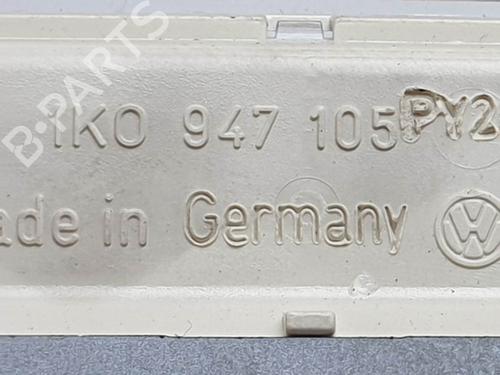 B-PARTS
1K0 947 105 PY2
ade in Germany